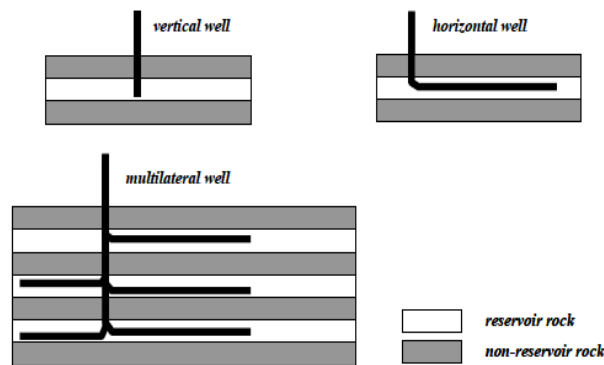 vertical well
horizontal well
multilateral well
reservoir rock
non-reservoir rock